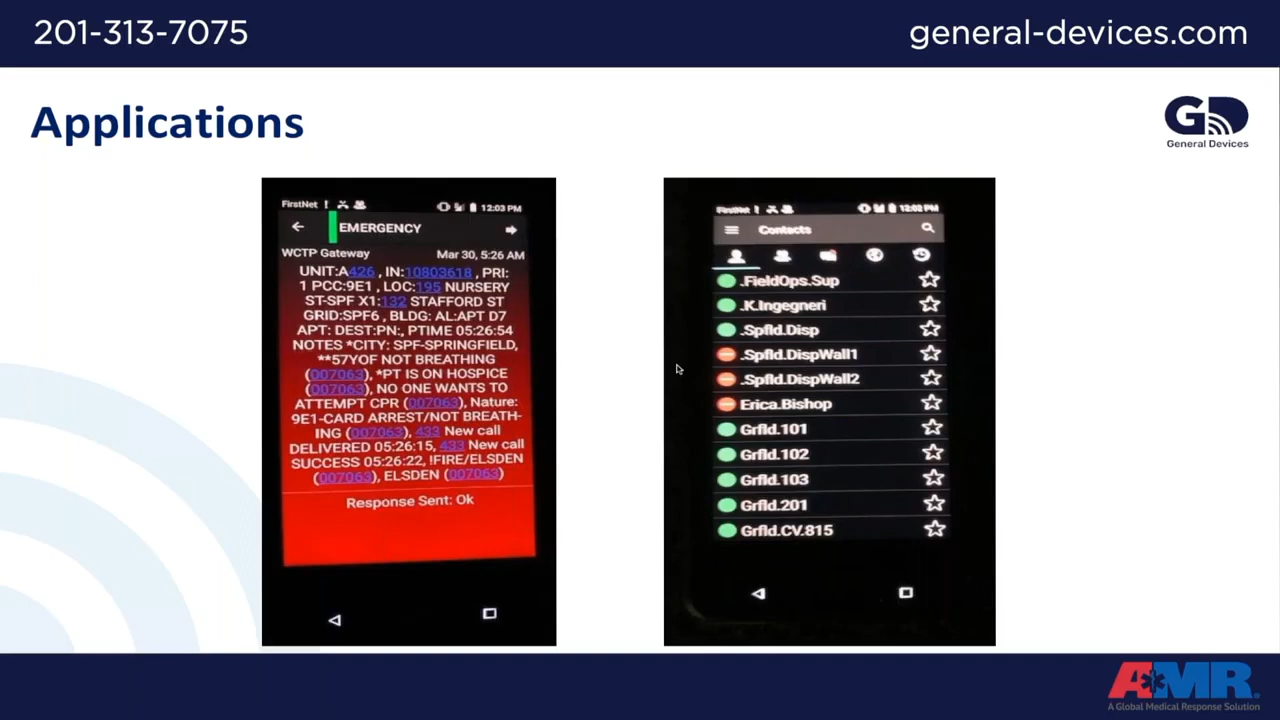 201-313-7075
general-devices.com
Applications
GD
General Devices
FirstNet
12:03 PM
EMERGENCY
WCTP Gateway
Mar 30, 5:26 AM
UNIT:A426 , IN:10803618 , PRI:
1 PCC:9E1 , LOC:195 NURSERY
ST-SPF X1:132 STAFFORD ST
GRID:SPF6 , BLDG: AL:APT D7
APT: DEST:PN:, PTIME 05:26:54
NOTES *CITY: SPF-SPRINGFIELD,
**57YOF NOT BREATHING
(007063), *PT IS ON HOSPICE
(007063), NO ONE WANTS TO
ATTEMPT CPR (007063), Nature:
9E1-CARD ARREST/NOT BREATH-
ING (007063), 433 New call
DELIVERED 05:26:15, 433 New call
SUCCESS 05:26:22, !FIRE/ELSDEN
(007063), ELSDEN (007063)
Response Sent: Ok
FirstNet
12:02 PM
Contacts
.FieldOps.Sup
.K.Ingegneri
.Spfld.Disp
.Spfld.DispWall1
.Spfld.DispWall2
Erica.Bishop
Grfld.101
Grfld.102
Grfld.103
Grfld.201
Grfld.CV.815
AMR
A Global Medical Response Solution